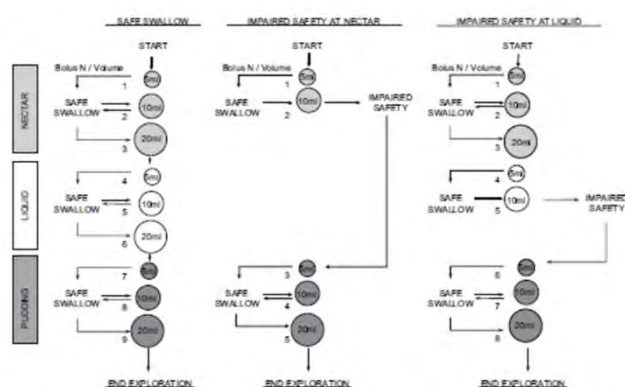 SAFE SWALLOW
START
Bolus N / Volume
1
5ml
SAFE
SWALLOW
2
10ml
3
20ml
4
5ml
SAFE
SWALLOW
5
10ml
6
20ml
7
5ml
SAFE
SWALLOW
8
10ml
9
20ml
END EXPLORATION
IMPAIRED SAFETY AT NECTAR
START
Bolus N / Volume
1
5ml
SAFE
SWALLOW
2
10ml
IMPAIRED
SAFETY
3
5ml
SAFE
SWALLOW
4
10ml
5
20ml
END EXPLORATION
IMPAIRED SAFETY AT LIQUID
START
Bolus N / Volume
1
5ml
SAFE
SWALLOW
2
10ml
3
20ml
4
5ml
SAFE
SWALLOW
5
10ml
IMPAIRED
SAFETY
6
5ml
SAFE
SWALLOW
7
10ml
8
20ml
END EXPLORATION
NECTAR
LIQUID
PUDDING